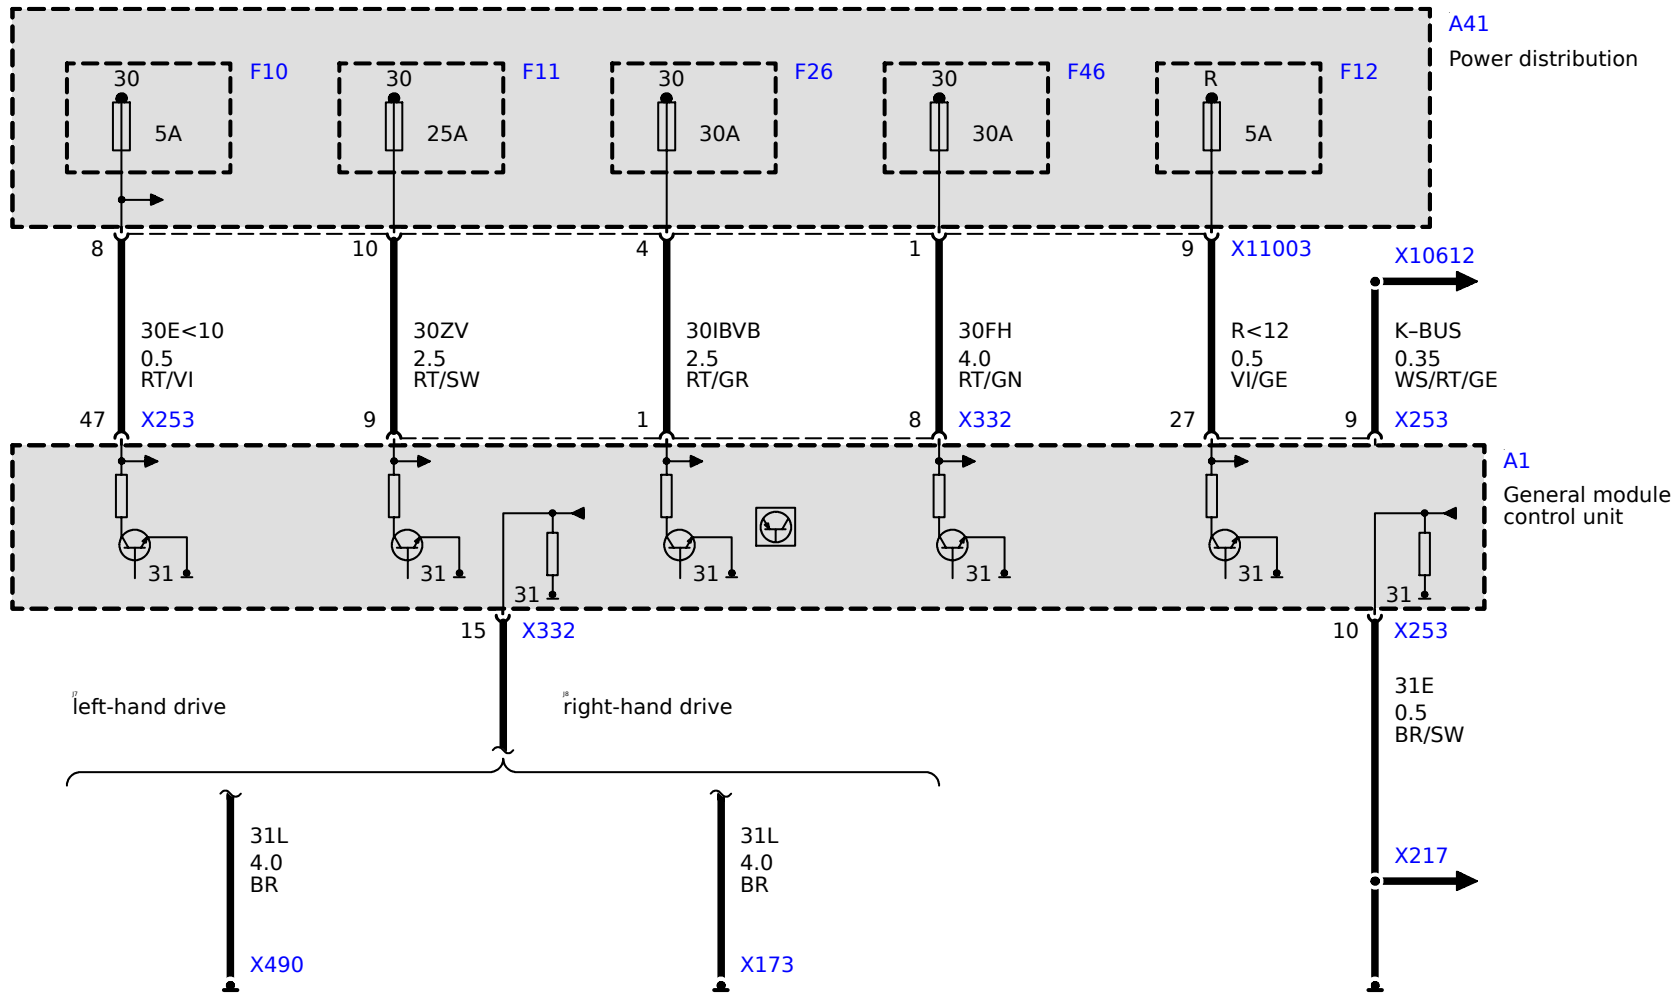 A41
Power distribution
30 F10
5A
30 F11
25A
30 F26
30A
30 F46
30A
R F12
5A
8 10 4 1 9 X11003
X10612
30E<10
0.5
RT/VI
30ZV
2.5
RT/SW
30IBVB
2.5
RT/GR
30FH
4.0
RT/GN
R<12
0.5
VI/GE
K–BUS
0.35
WS/RT/GE
47 X253 9 1 8 X332 27 9 X253
A1
General module
control unit
31 31 31 31 31
31 31
15 X332 10 X253
J7
left-hand drive
J8
right-hand drive
31E
0.5
BR/SW
31L
4.0
BR
31L
4.0
BR
X217
X490 X173